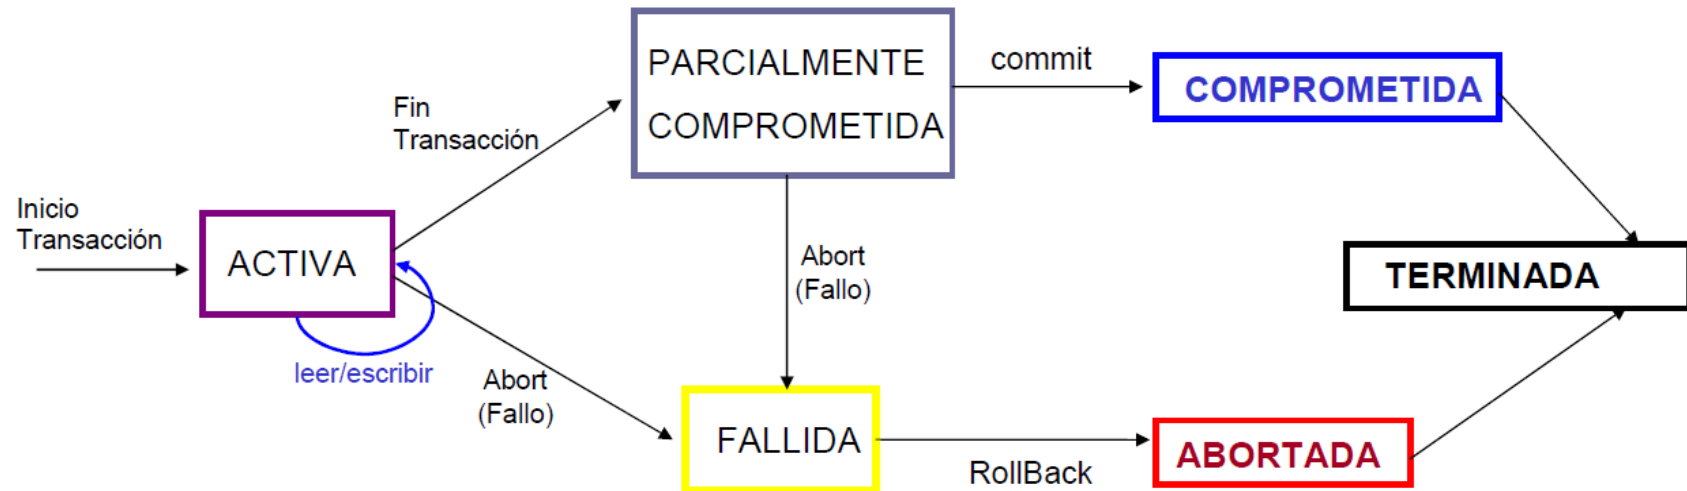 PARCIALMENTE
COMPROMETIDA
commit
COMPROMETIDA
Fin
Transacción
Inicio
Transacción
ACTIVA
Abort
(Fallo)
TERMINADA
leer/escribir
Abort
(Fallo)
FALLIDA
RollBack
ABORTADA